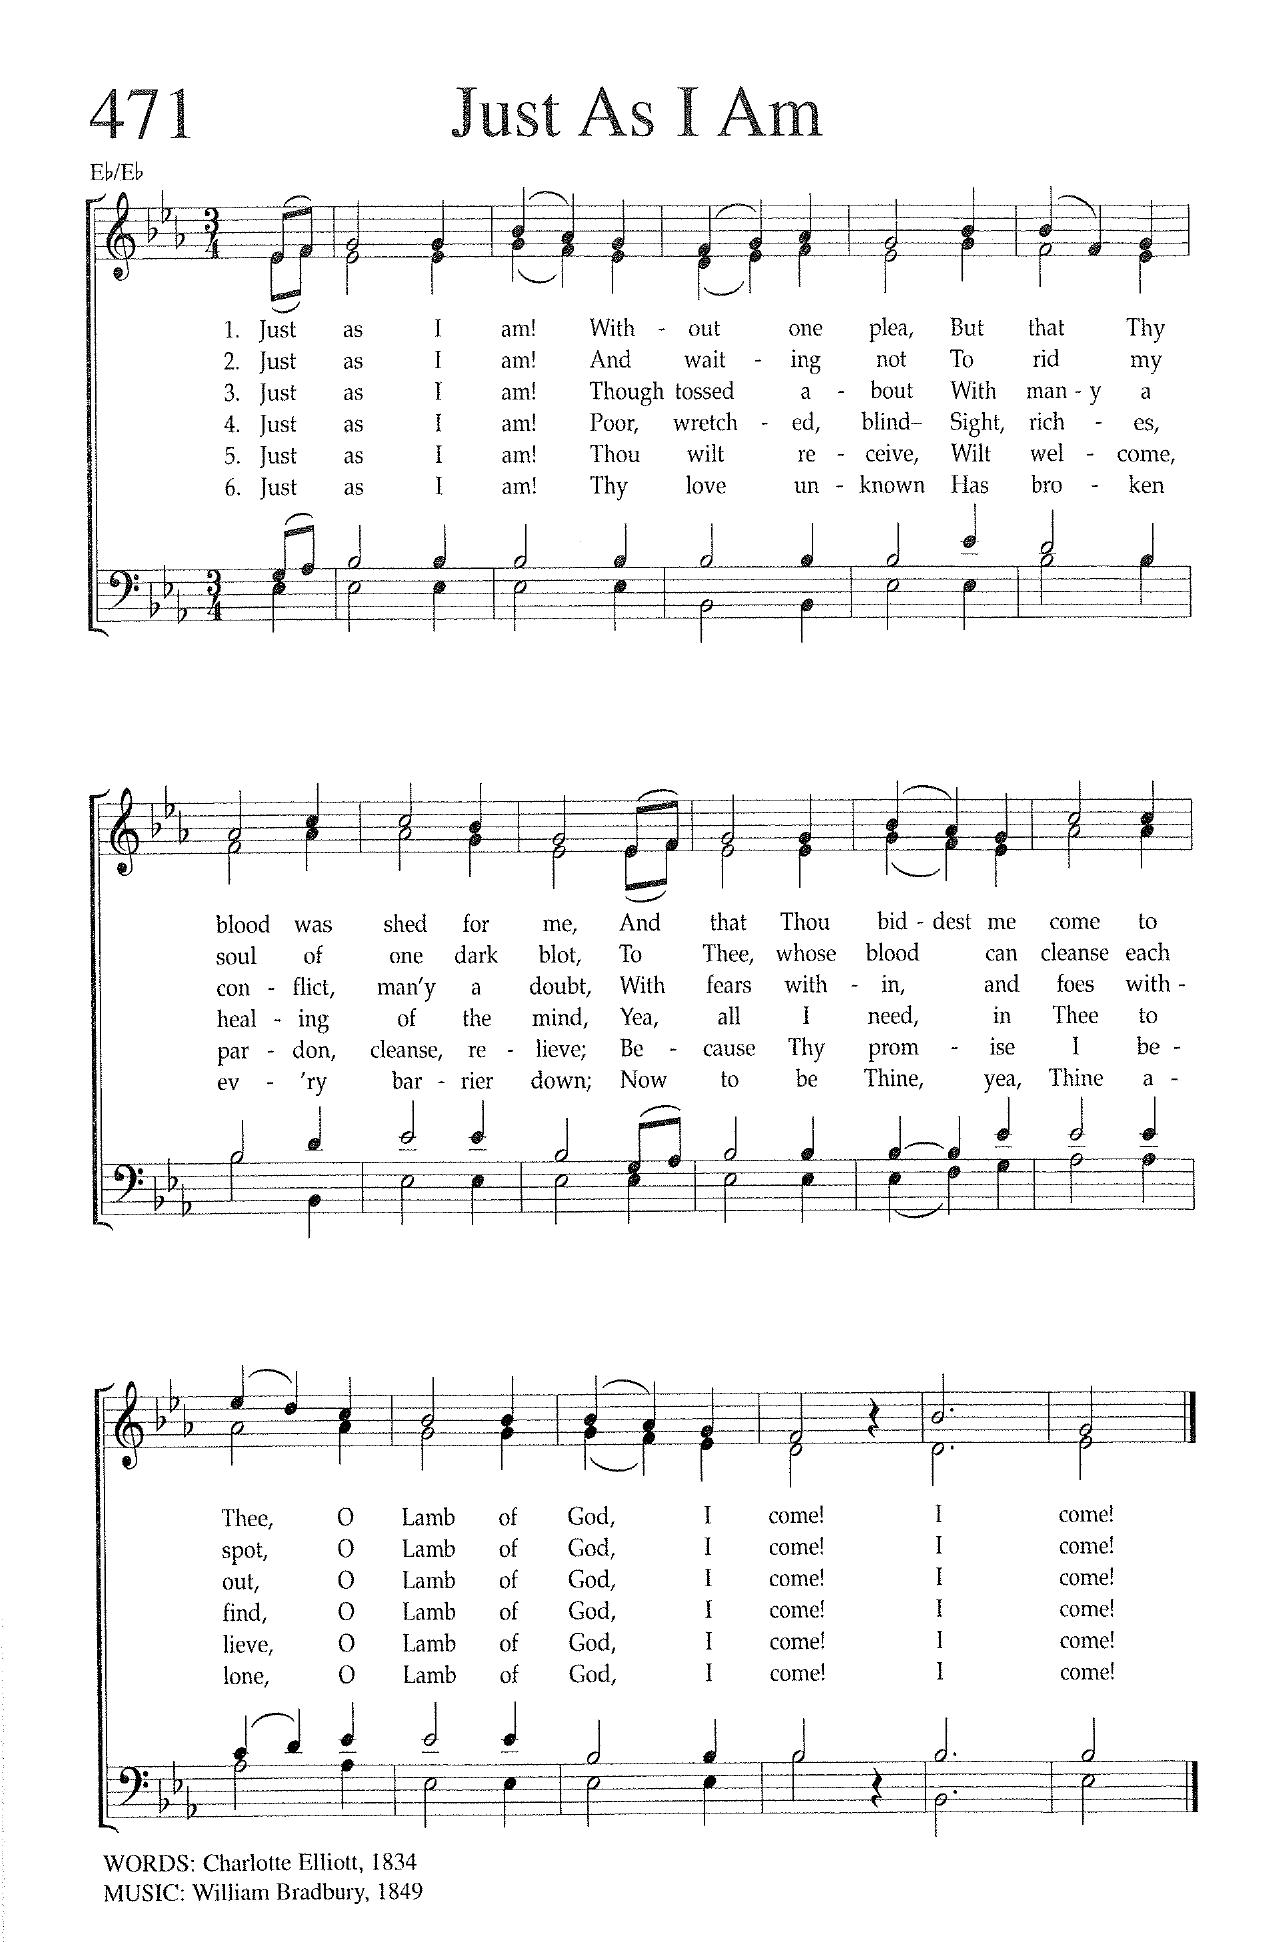 471 Just As I Am
E♭/E♭
3
4
1. Just as I am! With - out one plea, But that Thy
2. Just as I am! And wait - ing not To rid my
3. Just as I am! Though tossed a - bout With man - y a
4. Just as I am! Poor, wretch - ed, blind– Sight, rich - es,
5. Just as I am! Thou wilt re - ceive, Wilt wel - come,
6. Just as I am! Thy love un - known Has bro - ken
3
4
blood was shed for me, And that Thou bid - dest me come to
soul of one dark blot, To Thee, whose blood can cleanse each
con - flict, man'y a doubt, With fears with - in, and foes with -
heal - ing of the mind, Yea, all I need, in Thee to
par - don, cleanse, re - lieve; Be - cause Thy prom - ise I be -
ev - 'ry bar - rier down; Now to be Thine, yea, Thine a -
Thee, O Lamb of God, I come! I come!
spot, O Lamb of God, I come! I come!
out, O Lamb of God, I come! I come!
find, O Lamb of God, I come! I come!
lieve, O Lamb of God, I come! I come!
lone, O Lamb of God, I come! I come!
WORDS: Charlotte Elliott, 1834
MUSIC: William Bradbury, 1849